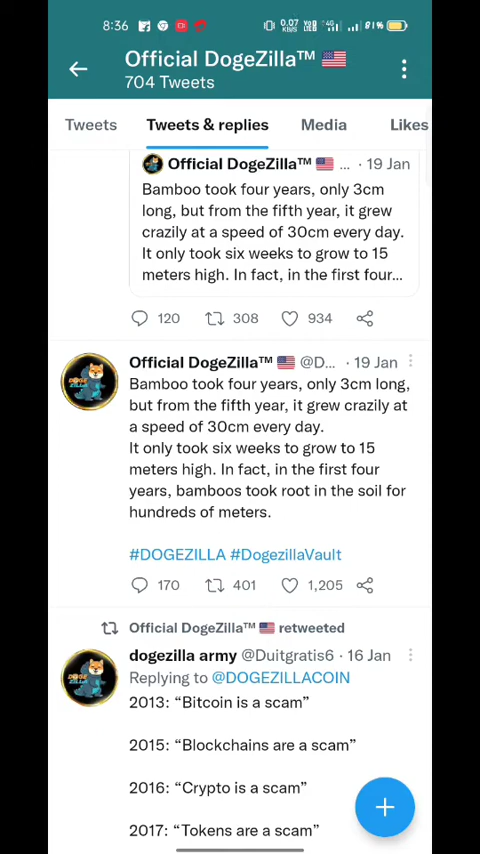 8:36 0.07 KB/S Vo LTE 4G 81%
Official DogeZilla™ 🇺🇸
704 Tweets
Tweets Tweets & replies Media Likes
Official DogeZilla™ 🇺🇸 ... · 19 Jan
Bamboo took four years, only 3cm
long, but from the fifth year, it grew
crazily at a speed of 30cm every day.
It only took six weeks to grow to 15
meters high. In fact, in the first four...
120 308 934
Official DogeZilla™ 🇺🇸 @D... · 19 Jan
Bamboo took four years, only 3cm long,
but from the fifth year, it grew crazily at
a speed of 30cm every day.
It only took six weeks to grow to 15
meters high. In fact, in the first four
years, bamboos took root in the soil for
hundreds of meters.
#DOGEZILLA #DogezillaVault
170 401 1,205
Official DogeZilla™ 🇺🇸 retweeted
dogezilla army @Duitgratis6 · 16 Jan
Replying to @DOGEZILLACOIN
2013: “Bitcoin is a scam”
2015: “Blockchains are a scam”
2016: “Crypto is a scam”
2017: “Tokens are a scam”